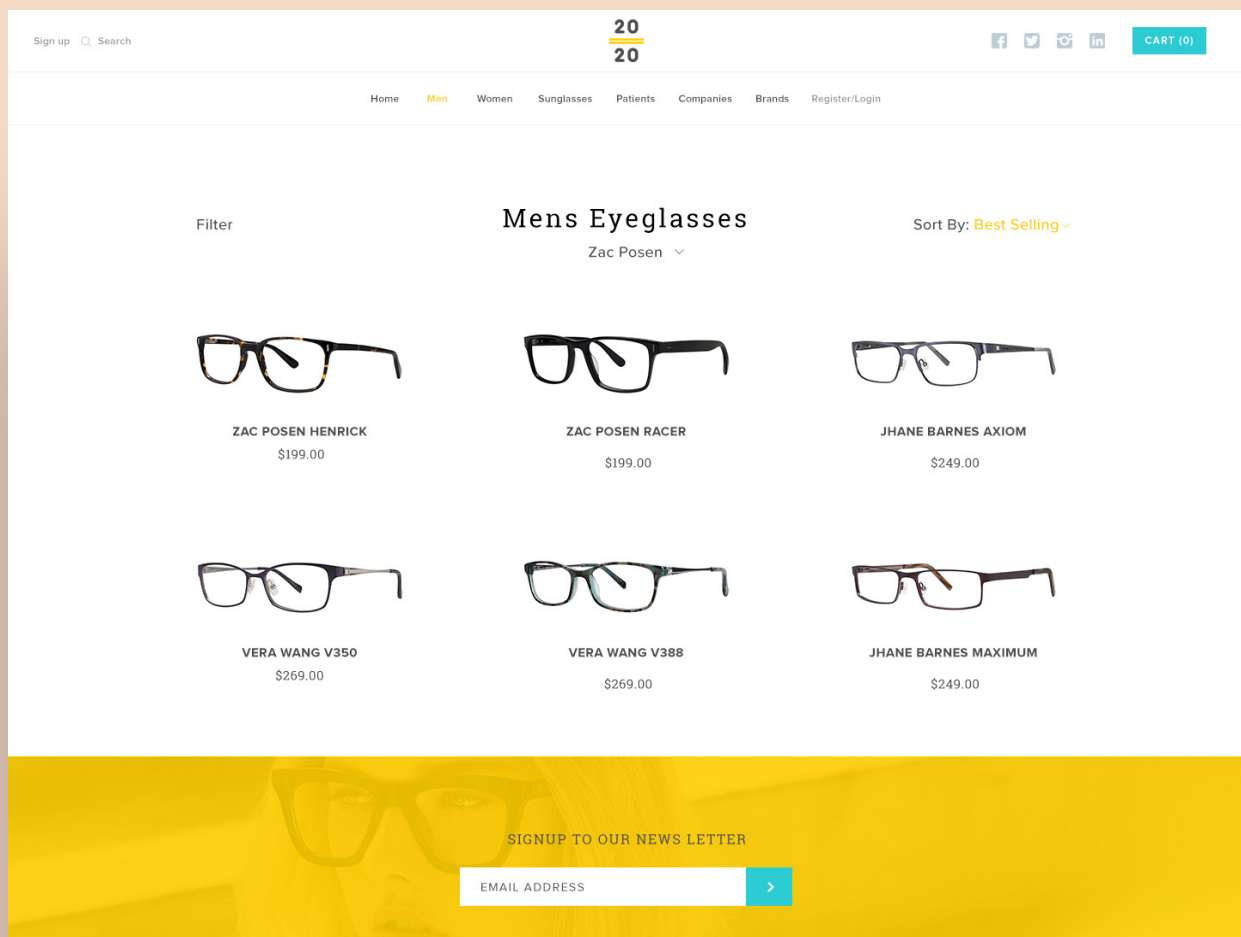 Sign up Search
20
20
CART (0)
Home Men Women Sunglasses Patients Companies Brands Register/Login
Filter
Mens Eyeglasses
Sort By: Best Selling
Zac Posen
ZAC POSEN HENRICK
$199.00
ZAC POSEN RACER
$199.00
JHANE BARNES AXIOM
$249.00
VERA WANG V350
$269.00
VERA WANG V388
$269.00
JHANE BARNES MAXIMUM
$249.00
SIGNUP TO OUR NEWS LETTER
EMAIL ADDRESS